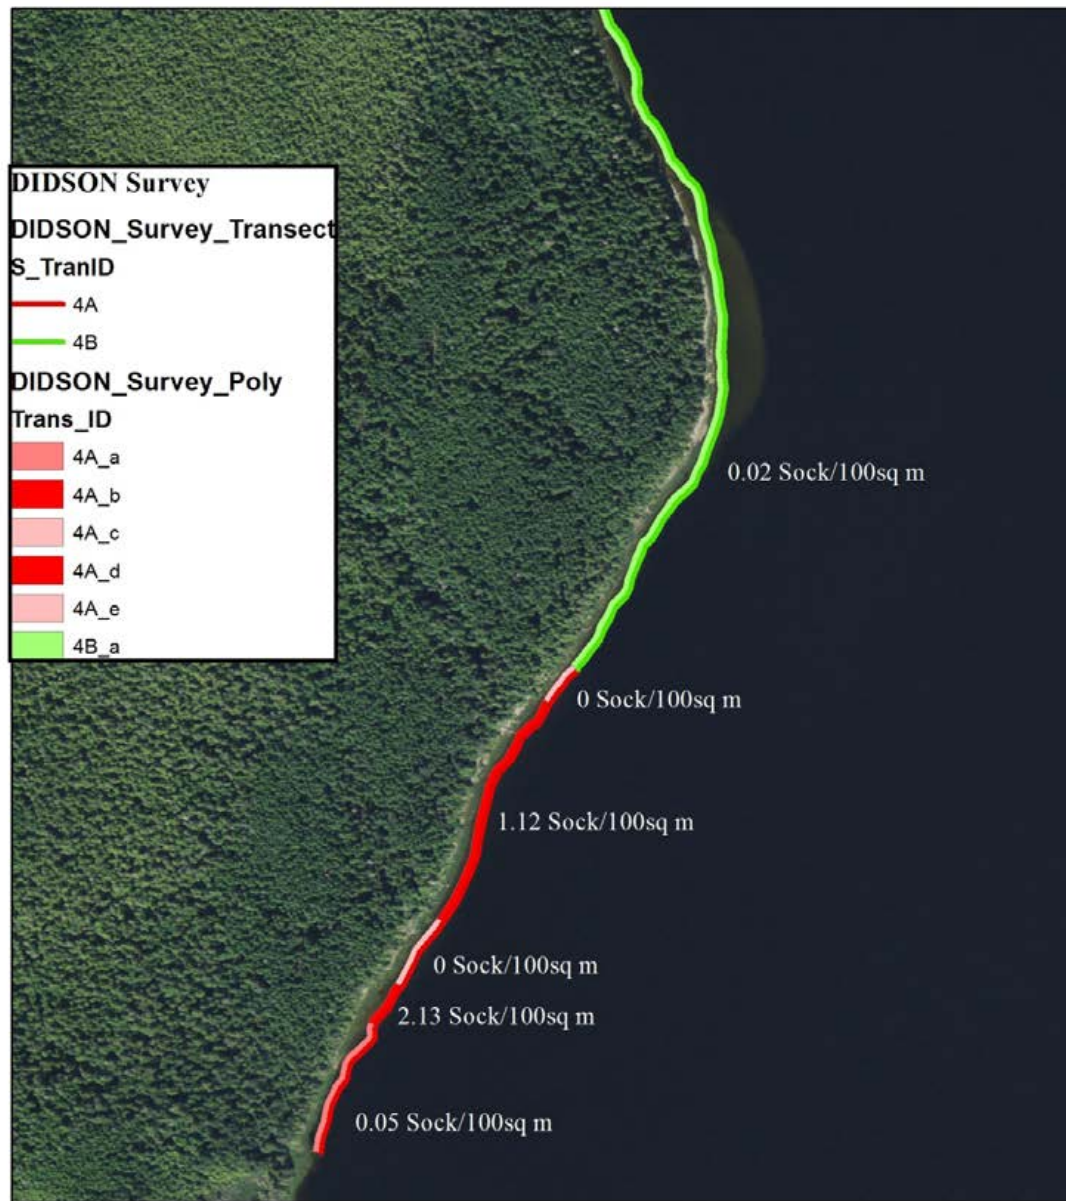 DIDSON Survey
DIDSON_Survey_Transect
S_TranID
4A
4B
DIDSON_Survey_Poly
Trans_ID
4A_a
4A_b
4A_c
4A_d
4A_e
4B_a
0.02 Sock/100sq m
0 Sock/100sq m
1.12 Sock/100sq m
0 Sock/100sq m
2.13 Sock/100sq m
0.05 Sock/100sq m